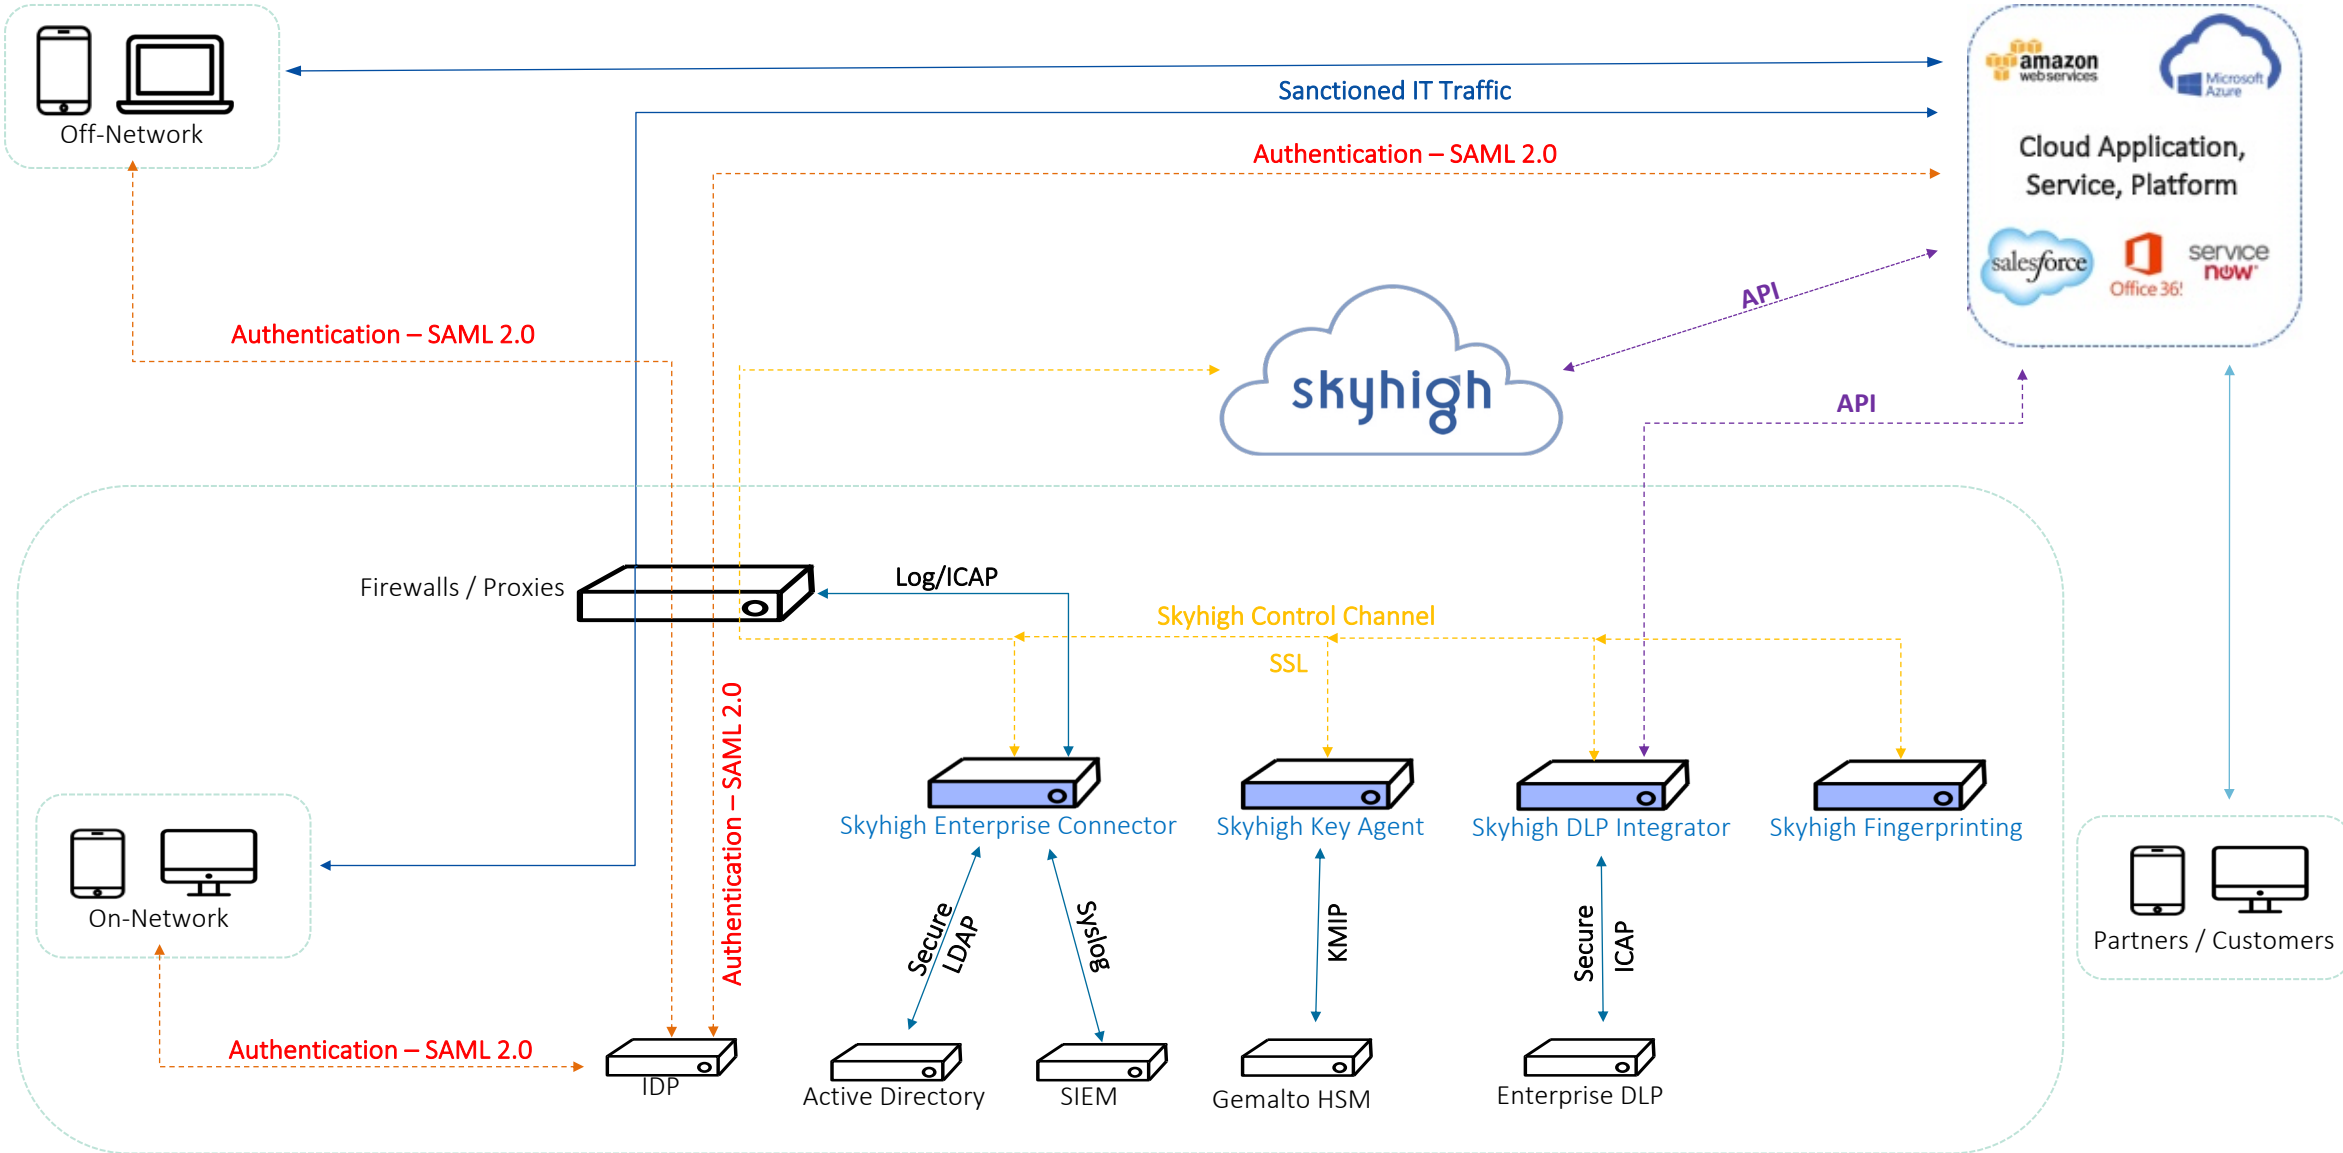 Off-Network
Sanctioned IT Traffic
Authentication – SAML 2.0
amazon
webservices
Microsoft
Azure
Cloud Application,
Service, Platform
salesforce
Office 36!
service
now
Authentication – SAML 2.0
API
skyhigh
API
Firewalls / Proxies
Log/ICAP
Skyhigh Control Channel
SSL
Authentication – SAML 2.0
Skyhigh Enterprise Connector
Skyhigh Key Agent
Skyhigh DLP Integrator
Skyhigh Fingerprinting
On-Network
Secure
LDAP
Syslog
KMIP
Secure
ICAP
Partners / Customers
Authentication – SAML 2.0
IDP
Active Directory
SIEM
Gemalto HSM
Enterprise DLP